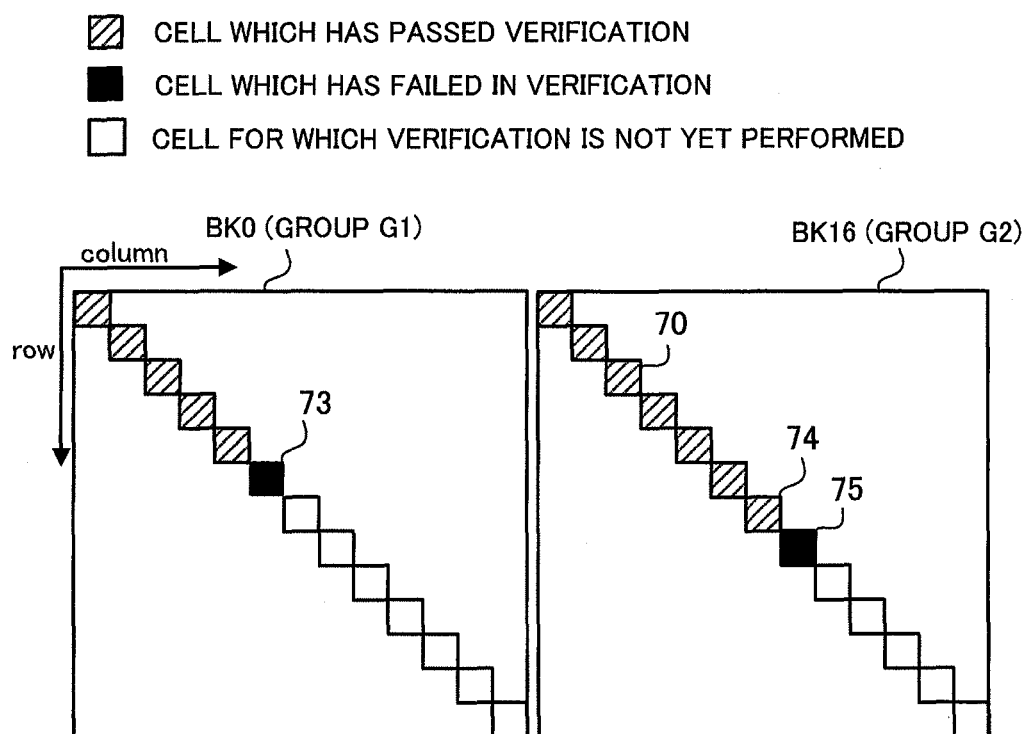 CELL WHICH HAS PASSED VERIFICATION
CELL WHICH HAS FAILED IN VERIFICATION
CELL FOR WHICH VERIFICATION IS NOT YET PERFORMED
BK0 (GROUP G1)
BK16 (GROUP G2)
column
row
70
73
74
75